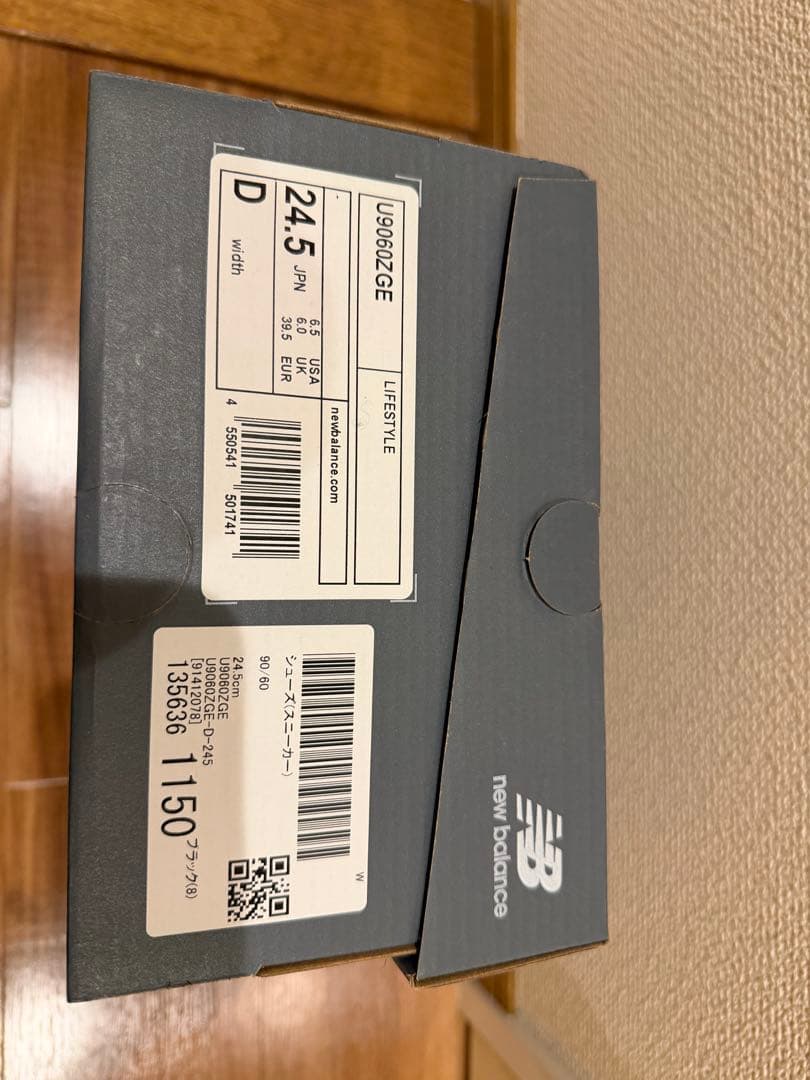 new balance
U9060ZGE LIFESTYLE
newbalance.com
24.5 JPN
6.5 USA
6.0 UK
39.5 EUR
D width
4 550541 501741
W
シューズ(スニーカー)
90/60
24.5cm
U9060ZGE
U9060ZGE-D-245
[91412078]
135636 1150 ブラック(8)